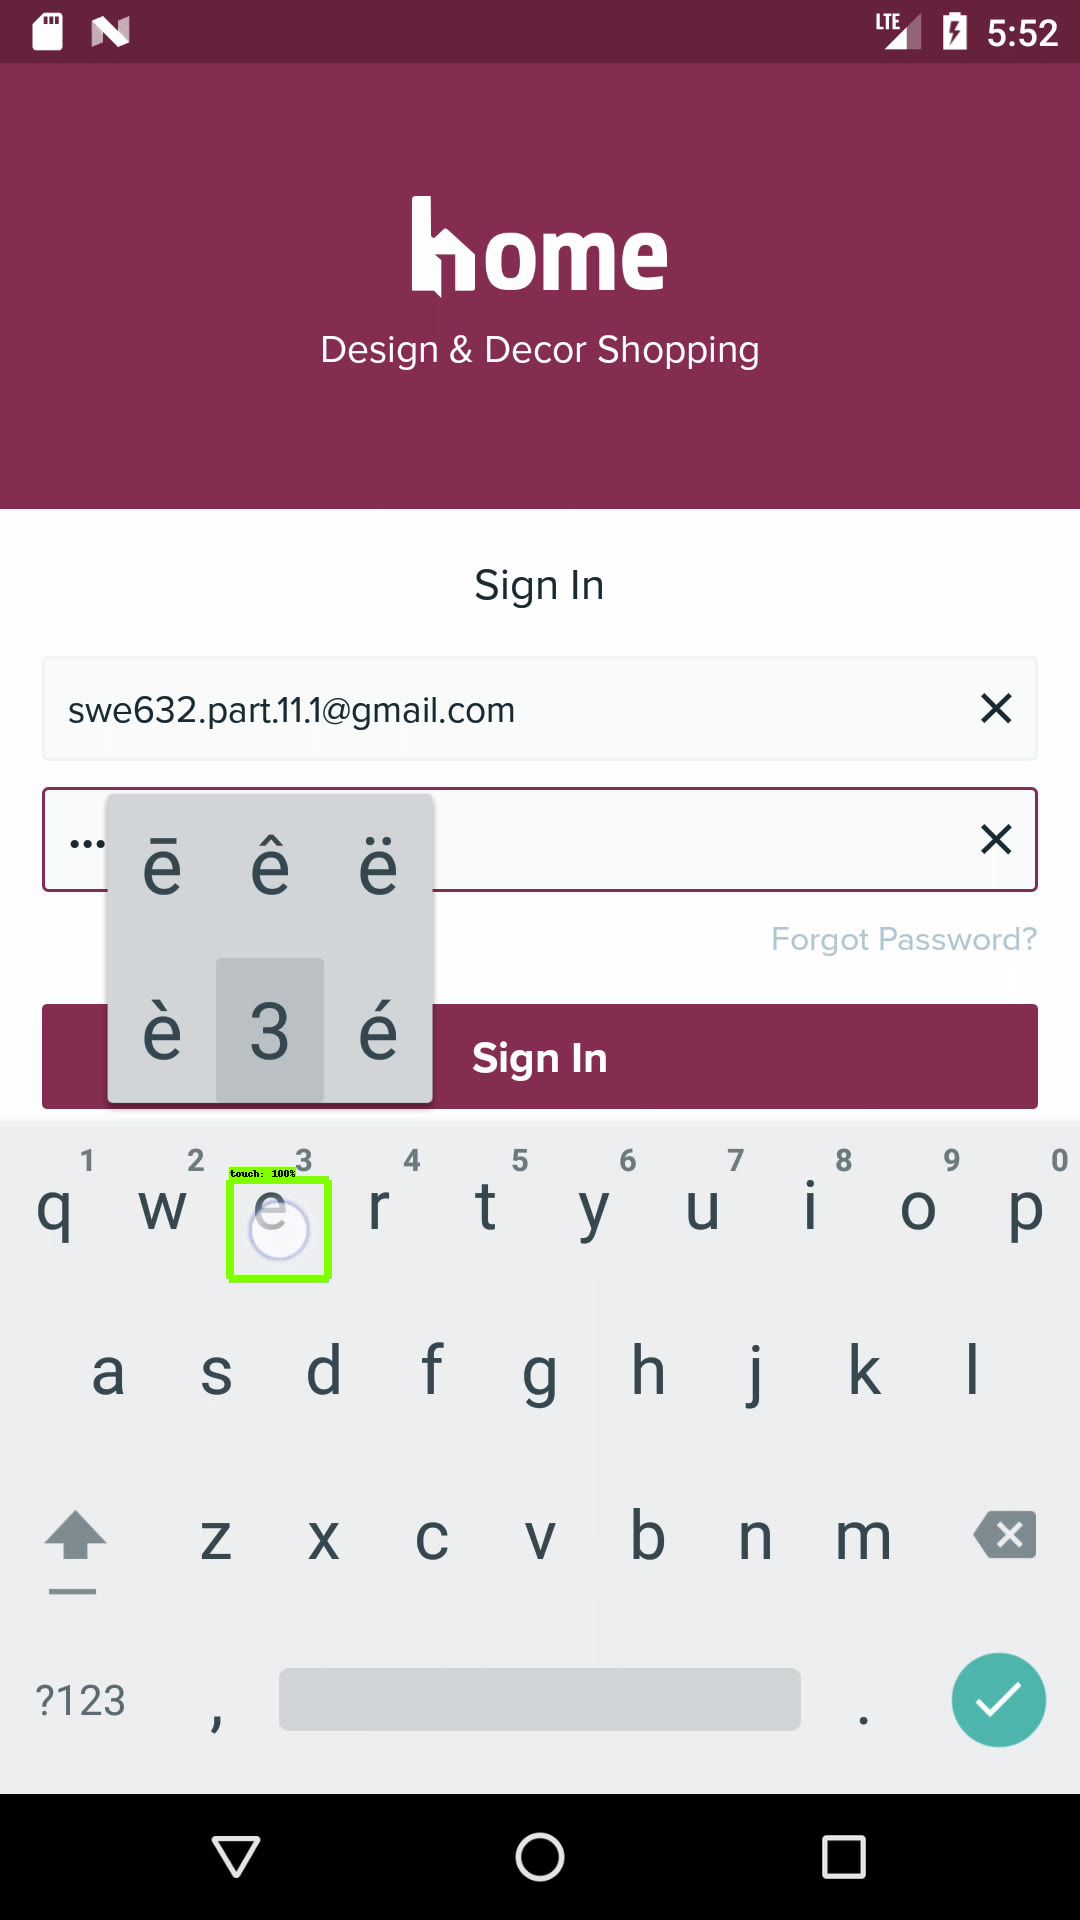 LTE 5:52
home
Design & Decor Shopping
Sign In
swe632.part.11.1@gmail.com
•••
ē ê ë
Forgot Password?
è 3 é
Sign In
1 2 3 4 5 6 7 8 9 0
touch: 100%
q w e r t y u i o p
a s d f g h j k l
z x c v b n m
?123 , .